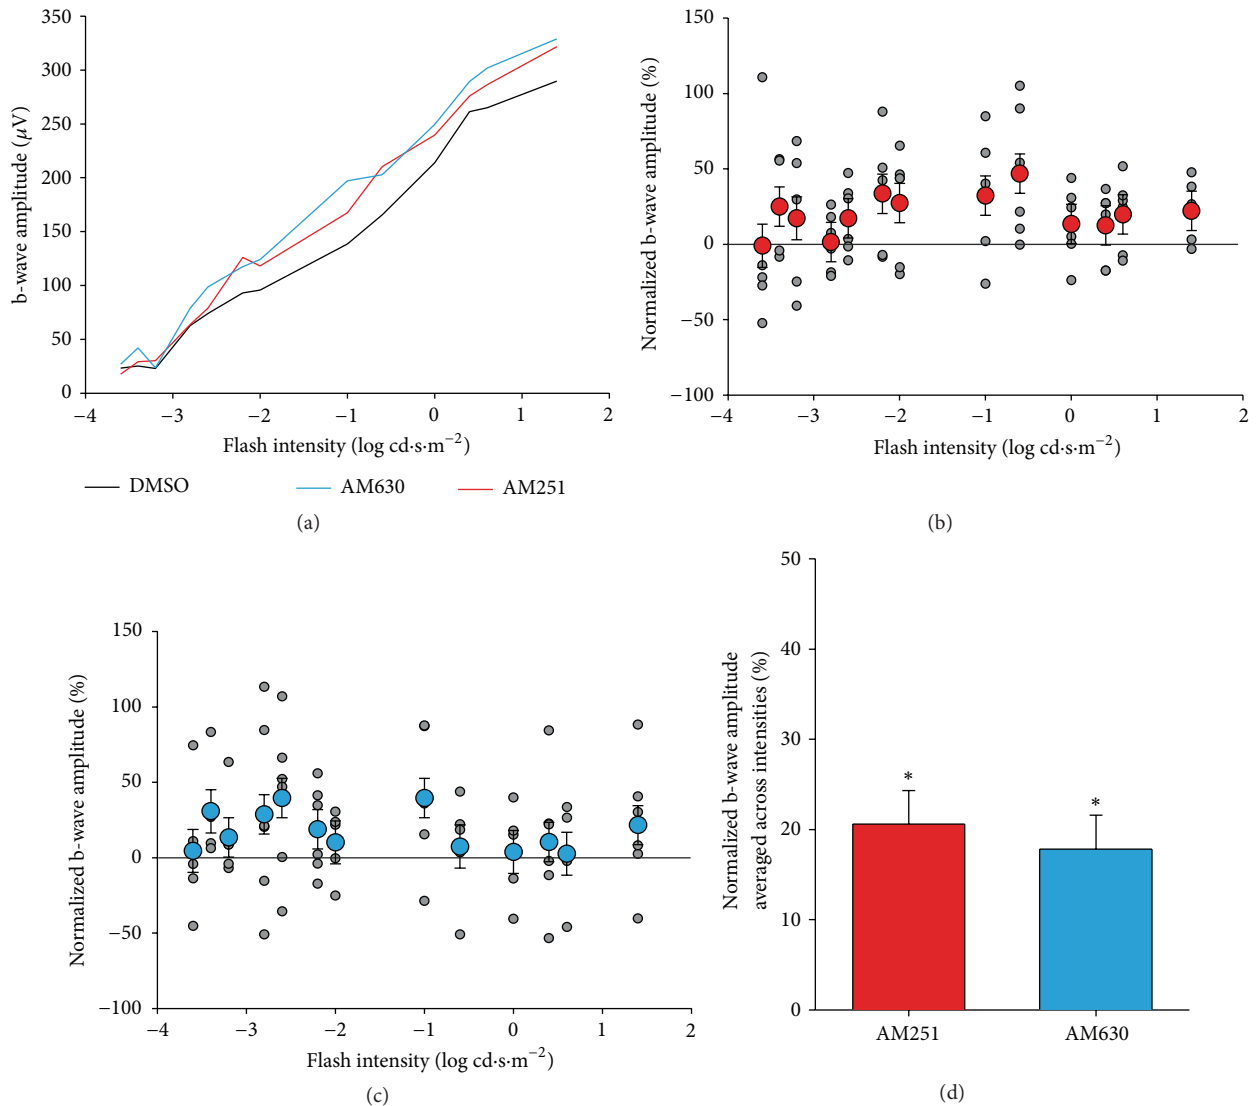 350
300
250
200
150
100
50
0
b-wave amplitude (μV)
−4 −3 −2 −1 0 1 2
Flash intensity (log cd·s·m−2)
DMSO AM630 AM251
(a)
150
100
50
0
−50
−100
Normalized b-wave amplitude (%)
−4 −3 −2 −1 0 1 2
Flash intensity (log cd·s·m−2)
(b)
150
100
50
0
−50
−100
Normalized b-wave amplitude (%)
−4 −3 −2 −1 0 1 2
Flash intensity (log cd·s·m−2)
(c)
50
40
30
20
10
0
Normalized b-wave amplitude
averaged across intensities (%)
* *
AM251 AM630
(d)